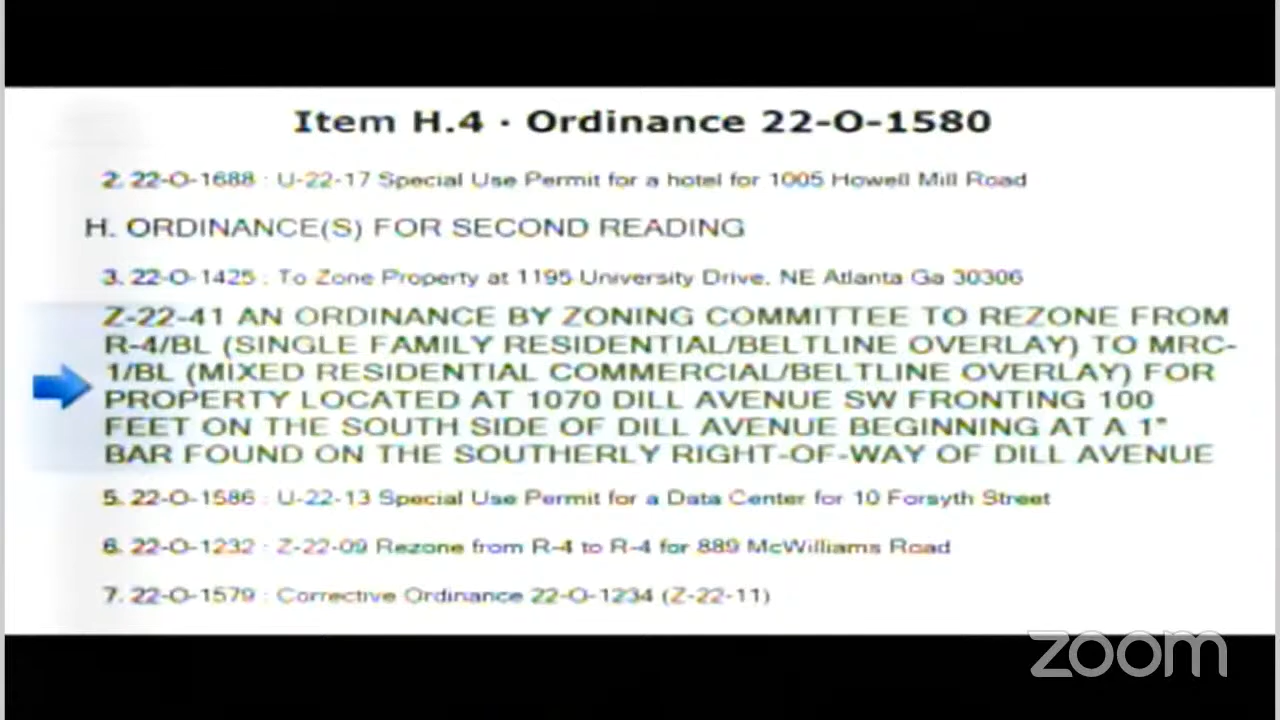 Item H.4 · Ordinance 22-O-1580
2. 22-O-1688 : U-22-17 Special Use Permit for a hotel for 1005 Howell Mill Road
H. ORDINANCE(S) FOR SECOND READING
3. 22-O-1425 : To Zone Property at 1195 University Drive, NE Atlanta Ga 30306
Z-22-41 AN ORDINANCE BY ZONING COMMITTEE TO REZONE FROM
R-4/BL (SINGLE FAMILY RESIDENTIAL/BELTLINE OVERLAY) TO MRC-
1/BL (MIXED RESIDENTIAL COMMERCIAL/BELTLINE OVERLAY) FOR
PROPERTY LOCATED AT 1070 DILL AVENUE SW FRONTING 100
FEET ON THE SOUTH SIDE OF DILL AVENUE BEGINNING AT A 1"
BAR FOUND ON THE SOUTHERLY RIGHT-OF-WAY OF DILL AVENUE
5. 22-O-1586 : U-22-13 Special Use Permit for a Data Center for 10 Forsyth Street
6. 22-O-1232 : Z-22-09 Rezone from R-4 to R-4 for 889 McWilliams Road
7. 22-O-1579 : Corrective Ordinance 22-O-1234 (Z-22-11)
zoom